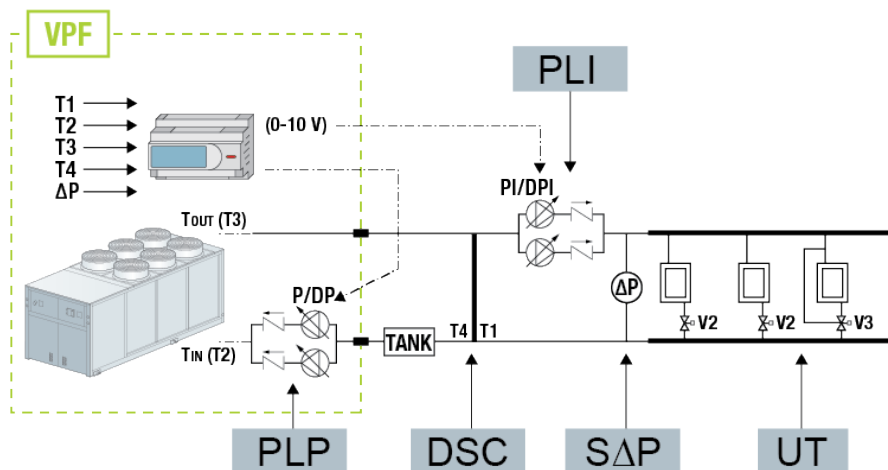 VPF
PLI
T1
T2
T3
T4
ΔP
(0-10 V)
PI/DPI
TOUT (T3)
P/DP
ΔP
V2
V2
V3
TIN (T2)
TANK
T4
T1
PLP
DSC
SΔP
UT